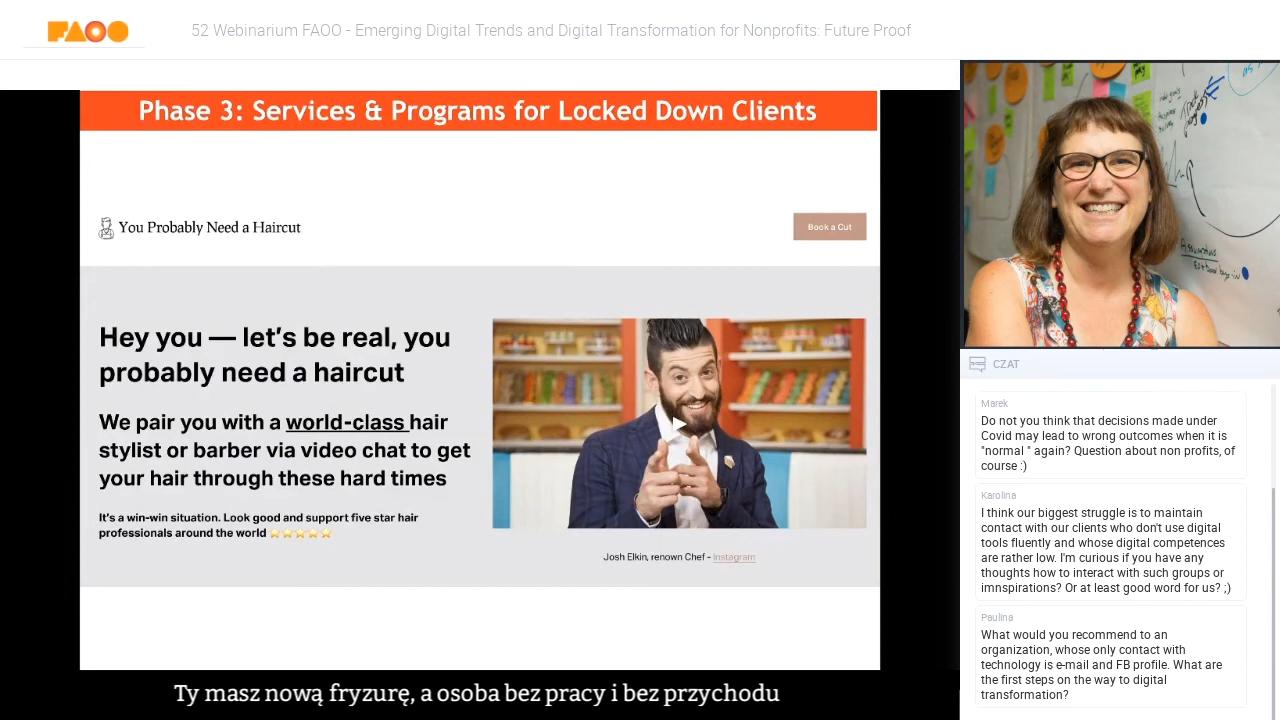 FAOO
52 Webinarium FAOO - Emerging Digital Trends and Digital Transformation for Nonprofits: Future Proof
Phase 3: Services & Programs for Locked Down Clients
You Probably Need a Haircut
Book a Cut
Hey you — let's be real, you
probably need a haircut
We pair you with a world-class hair
stylist or barber via video chat to get
your hair through these hard times
It's a win-win situation. Look good and support five star hair
professionals around the world ⭐⭐⭐⭐⭐
Josh Elkin, renown Chef - Instagram
Ty masz nową fryzurę, a osoba bez pracy i bez przychodu
CZAT
Marek
Do not you think that decisions made under
Covid may lead to wrong outcomes when it is
"normal " again? Question about non profits, of
course :)
Karolina
I think our biggest struggle is to maintain
contact with our clients who don't use digital
tools fluently and whose digital competences
are rather low. I'm curious if you have any
thoughts how to interact with such groups or
imnspirations? Or at least good word for us? ;)
Paulina
What would you recommend to an
organization, whose only contact with
technology is e-mail and FB profile. What are
the first steps on the way to digital
transformation?